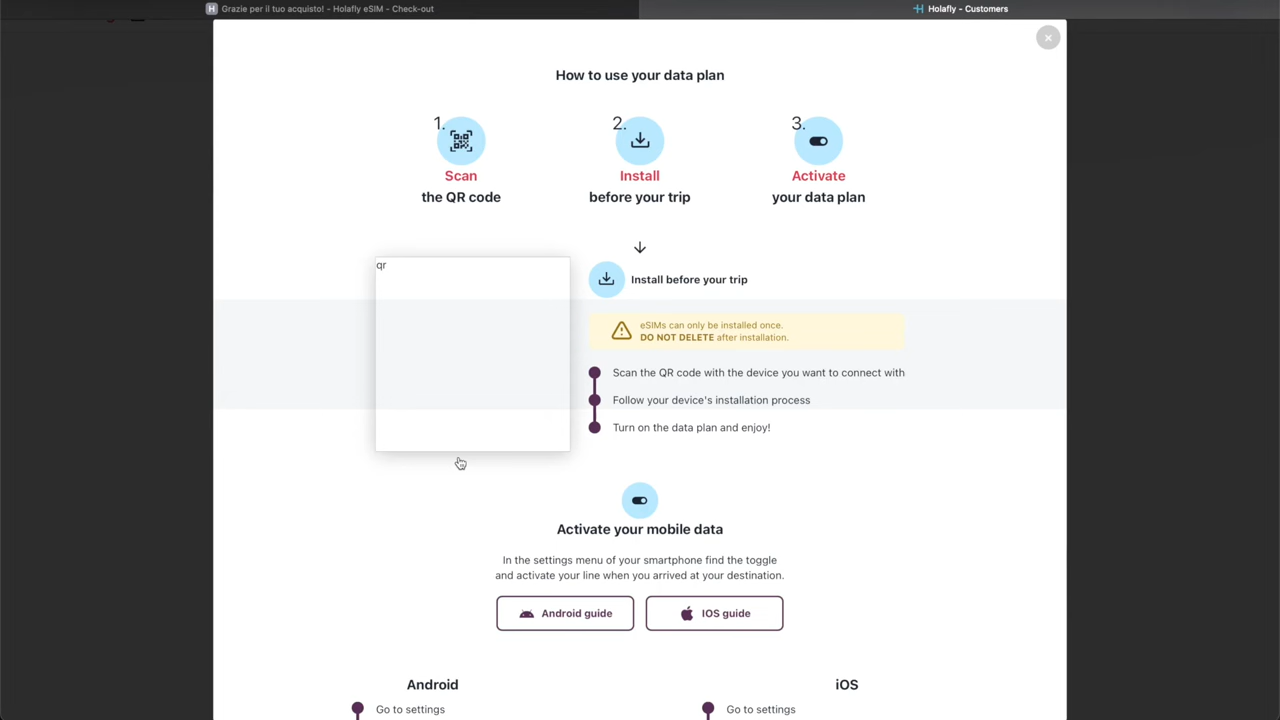 Grazie per il tuo acquisto! - Holafly eSIM - Check-out
Holafly - Customers
How to use your data plan
1.
Scan
the QR code
2.
Install
before your trip
3.
Activate
your data plan
qr
Install before your trip
eSIMs can only be installed once.
DO NOT DELETE after installation.
Scan the QR code with the device you want to connect with
Follow your device's installation process
Turn on the data plan and enjoy!
Activate your mobile data
In the settings menu of your smartphone find the toggle
and activate your line when you arrived at your destination.
Android guide
IOS guide
Android
Go to settings
iOS
Go to settings